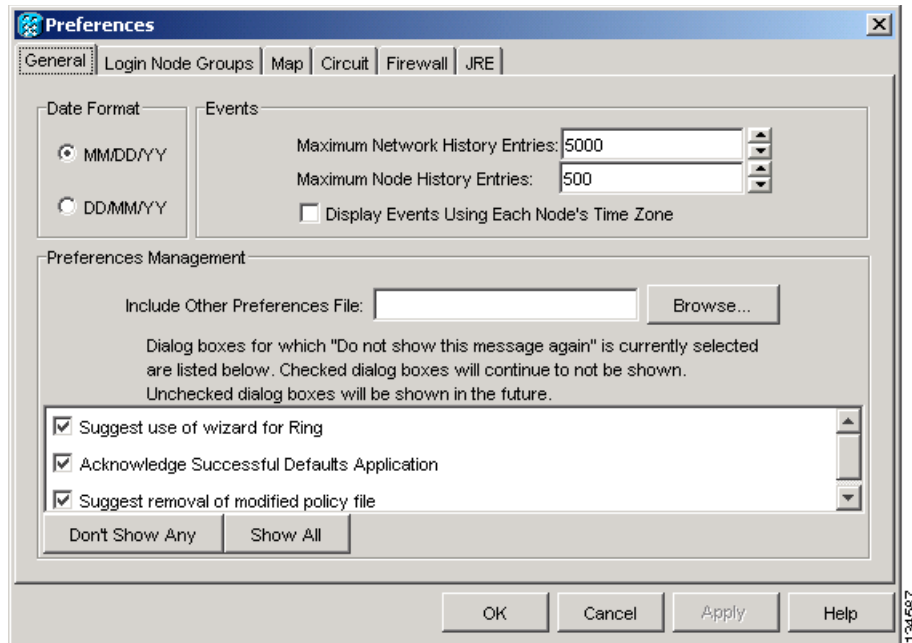 Preferences
General Login Node Groups Map Circuit Firewall JRE
Date Format
MM/DD/YY
DD/MM/YY
Events
Maximum Network History Entries: 5000
Maximum Node History Entries: 500
Display Events Using Each Node's Time Zone
Preferences Management
Include Other Preferences File: Browse...
Dialog boxes for which "Do not show this message again" is currently selected
are listed below. Checked dialog boxes will continue to not be shown.
Unchecked dialog boxes will be shown in the future.
Suggest use of wizard for Ring
Acknowledge Successful Defaults Application
Suggest removal of modified policy file
Don't Show Any Show All
OK Cancel Apply Help
134587